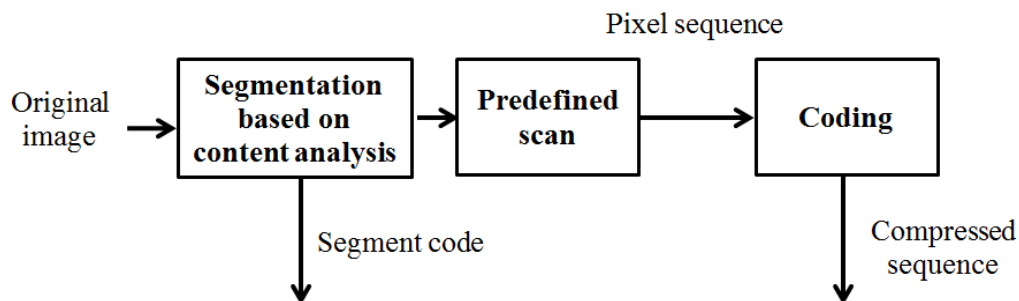 Pixel sequence
Original
image
Segmentation
based on
content analysis
Predefined
scan
Coding
Segment code
Compressed
sequence